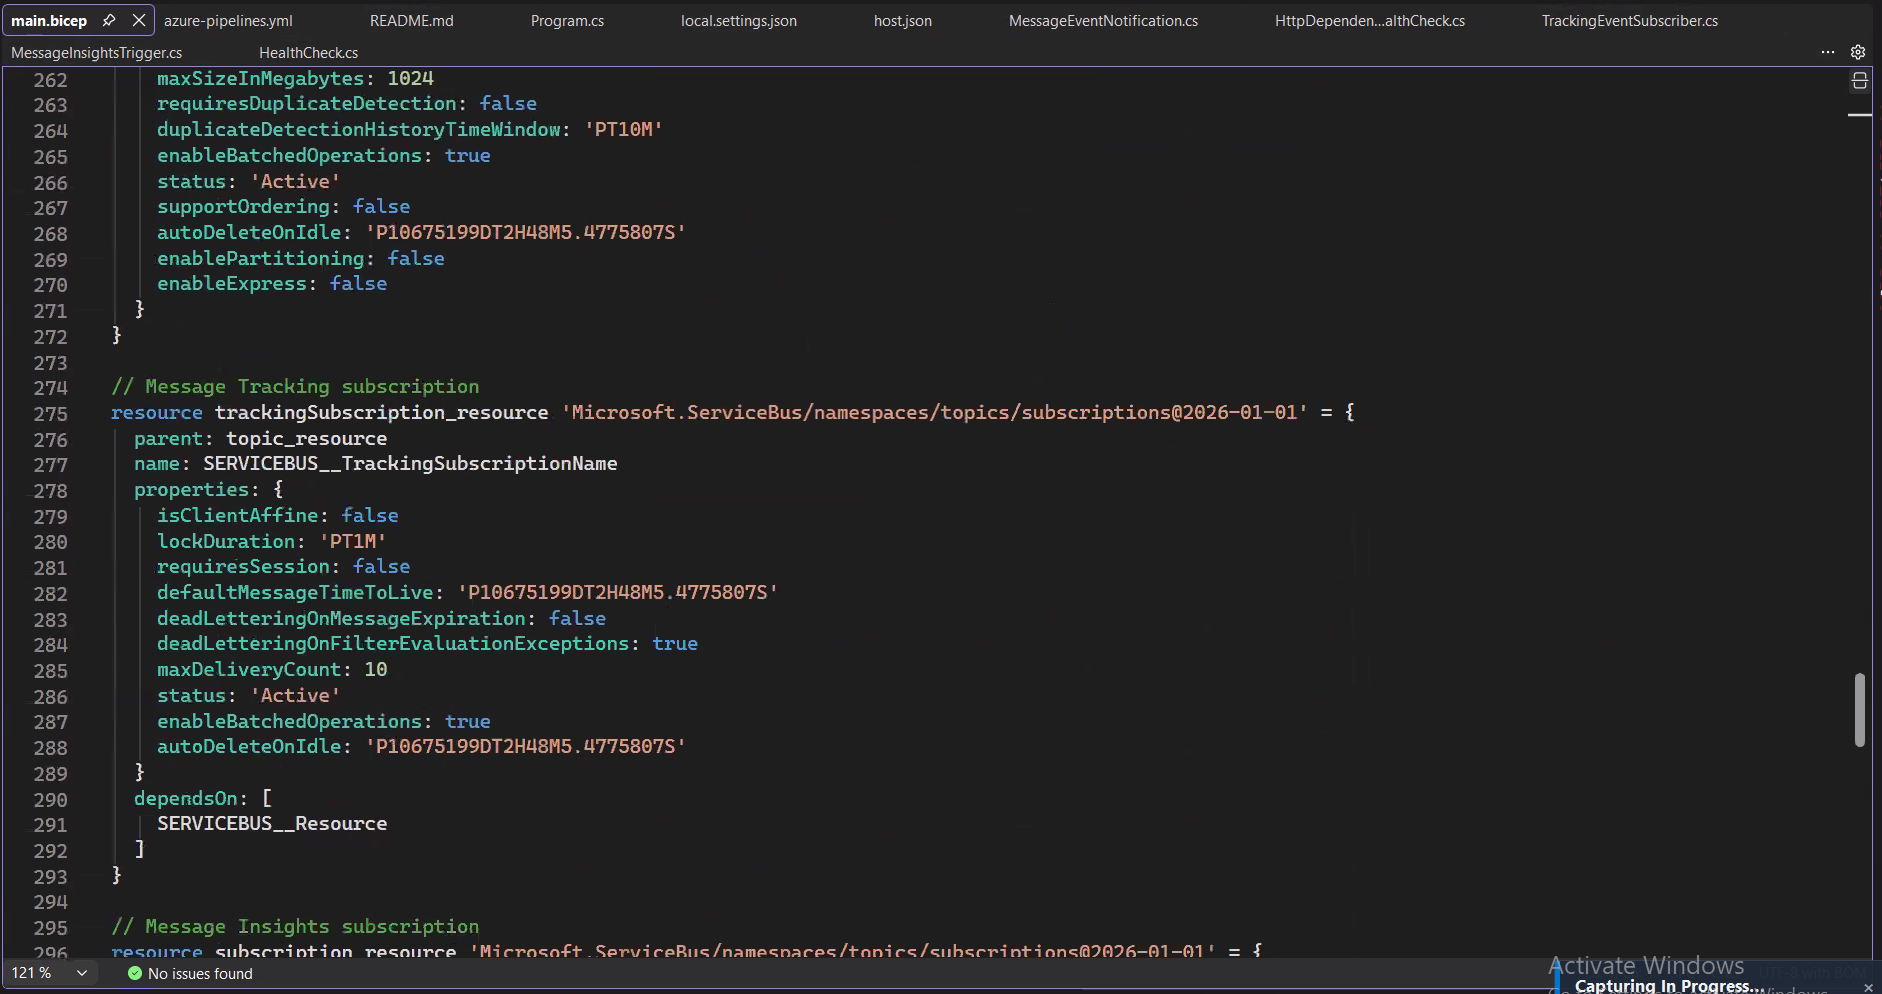 main.bicep azure-pipelines.yml README.md Program.cs local.settings.json host.json MessageEventNotification.cs HttpDependen...althCheck.cs TrackingEventSubscriber.cs
MessageInsightsTrigger.cs HealthCheck.cs
262 maxSizeInMegabytes: 1024
263 requiresDuplicateDetection: false
264 duplicateDetectionHistoryTimeWindow: 'PT10M'
265 enableBatchedOperations: true
266 status: 'Active'
267 supportOrdering: false
268 autoDeleteOnIdle: 'P10675199DT2H48M5.4775807S'
269 enablePartitioning: false
270 enableExpress: false
271 }
272 }
273
274 // Message Tracking subscription
275 resource trackingSubscription_resource 'Microsoft.ServiceBus/namespaces/topics/subscriptions@2026-01-01' = {
276 parent: topic_resource
277 name: SERVICEBUS__TrackingSubscriptionName
278 properties: {
279 isClientAffine: false
280 lockDuration: 'PT1M'
281 requiresSession: false
282 defaultMessageTimeToLive: 'P10675199DT2H48M5.4775807S'
283 deadLetteringOnMessageExpiration: false
284 deadLetteringOnFilterEvaluationExceptions: true
285 maxDeliveryCount: 10
286 status: 'Active'
287 enableBatchedOperations: true
288 autoDeleteOnIdle: 'P10675199DT2H48M5.4775807S'
289 }
290 dependsOn: [
291 SERVICEBUS__Resource
292 ]
293 }
294
295 // Message Insights subscription
296 resource subscription_resource 'Microsoft.ServiceBus/namespaces/topics/subscriptions@2026-01-01' = {
121 % No issues found
Activate Windows
UTF-8 with BOM
Capturing In Progress...